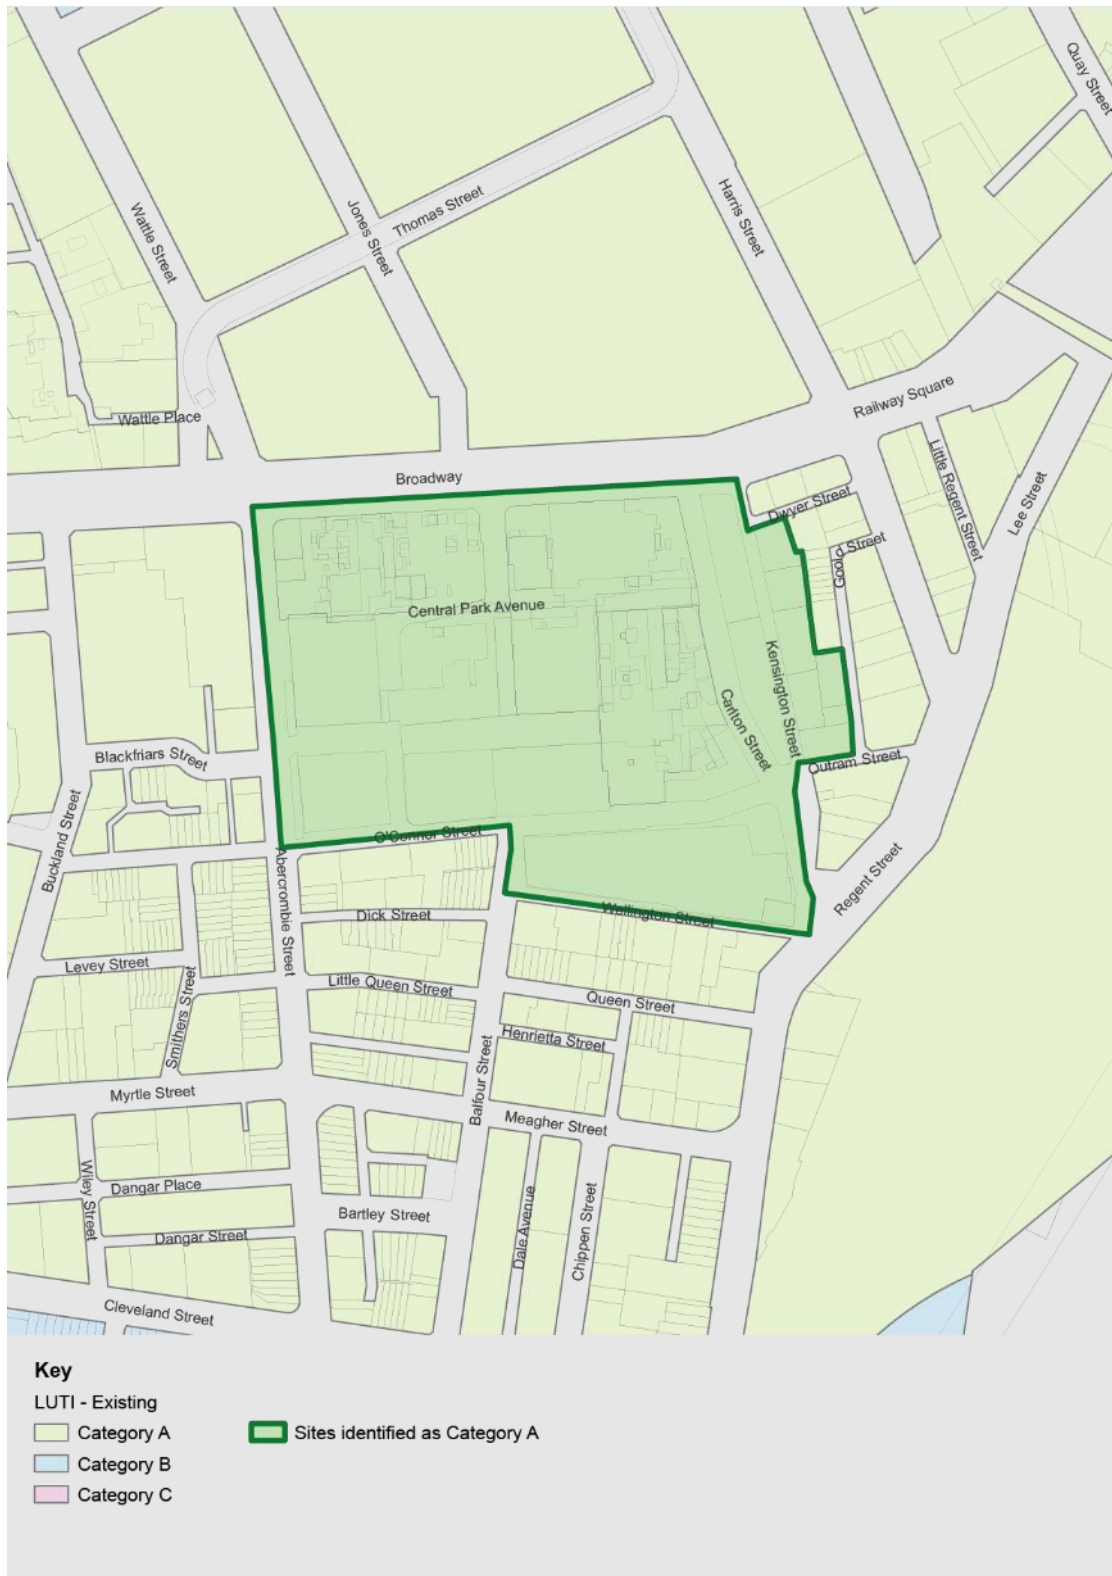 Quay Street
Wattle Street
Jones Street
Thomas Street
Harris Street
Railway Square
Wattle Place
Broadway
Little Regent Street
Lee Street
Dwyer Street
Goold Street
Central Park Avenue
Kensington Street
Carlton Street
Blackfriars Street
Outram Street
Buckland Street
O'Connor Street
Abercrombie Street
Regent Street
Dick Street
Wellington Street
Levey Street
Smithers Street
Little Queen Street
Queen Street
Henrietta Street
Balfour Street
Myrtle Street
Meagher Street
Wiley Street
Dangar Place
Bartley Street
Dale Avenue
Chippen Street
Dangar Street
Cleveland Street
Key
LUTI - Existing
Category A
Sites identified as Category A
Category B
Category C